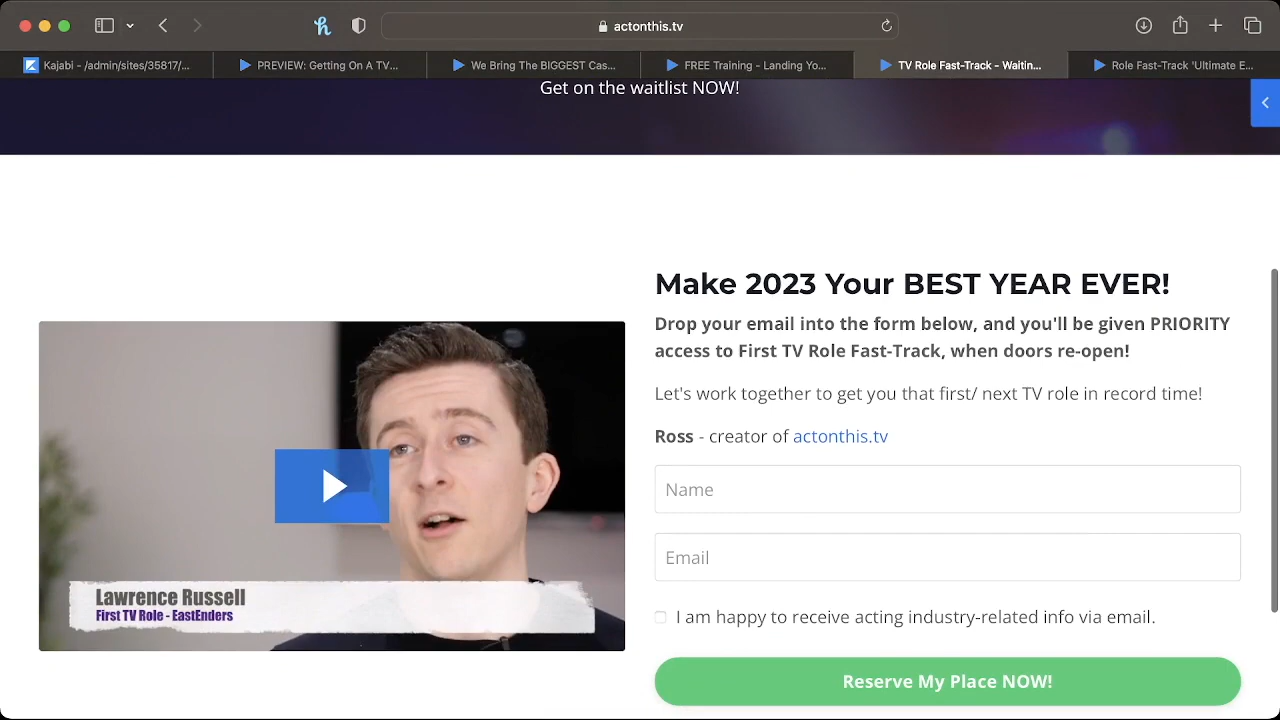 actonthis.tv
Kajabi - /admin/sites/35817/...
PREVIEW: Getting On A TV...
We Bring The BIGGEST Cas...
FREE Training - Landing Yo...
TV Role Fast-Track - Waitin...
Role Fast-Track 'Ultimate E...
Get on the waitlist NOW!
Make 2023 Your BEST YEAR EVER!
Drop your email into the form below, and you'll be given PRIORITY
access to First TV Role Fast-Track, when doors re-open!
Let's work together to get you that first/ next TV role in record time!
Ross - creator of actonthis.tv
Name
Email
I am happy to receive acting industry-related info via email.
Reserve My Place NOW!
Lawrence Russell
First TV Role - EastEnders